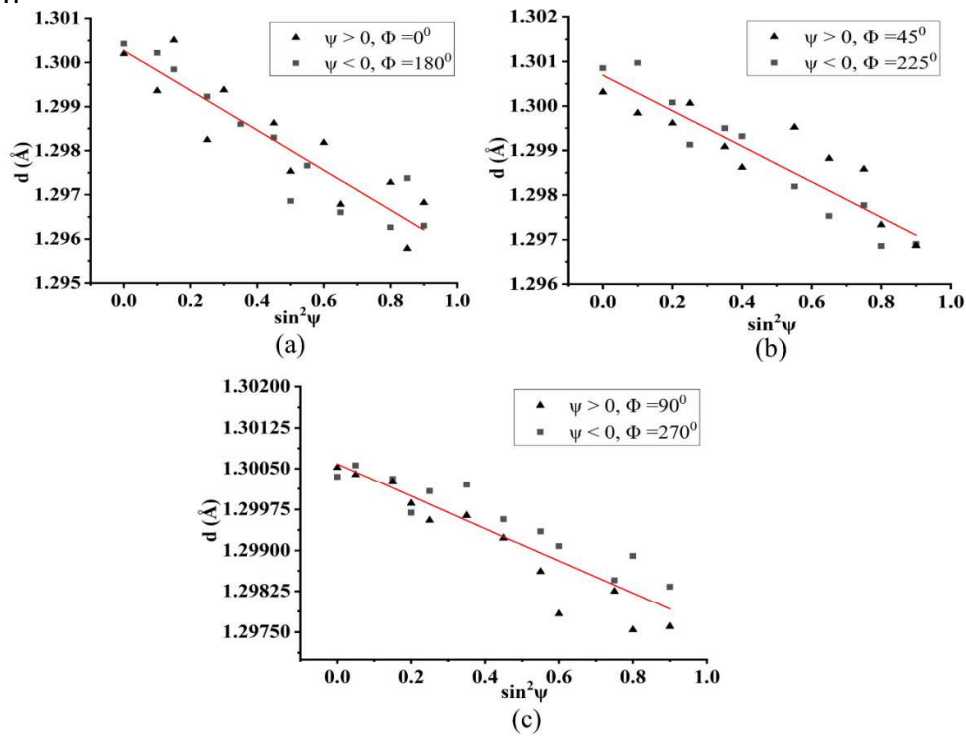 1.301
1.300
1.299
1.298
1.297
1.296
1.295
d (Å)
ψ > 0, Φ =0⁰
ψ < 0, Φ =180⁰
0.0 0.2 0.4 0.6 0.8 1.0
sin²ψ
(a)
1.302
1.301
1.300
1.299
1.298
1.297
1.296
d (Å)
ψ > 0, Φ =45⁰
ψ < 0, Φ =225⁰
0.0 0.2 0.4 0.6 0.8 1.0
sin²ψ
(b)
1.30200
1.30125
1.30050
1.29975
1.29900
1.29825
1.29750
d (Å)
ψ > 0, Φ =90⁰
ψ < 0, Φ =270⁰
0.0 0.2 0.4 0.6 0.8 1.0
sin²ψ
(c)